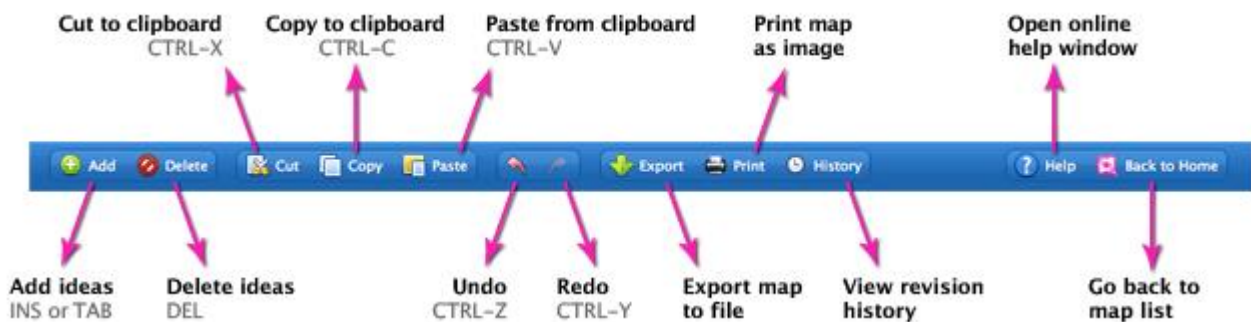 Cut to clipboard
CTRL-X
Copy to clipboard
CTRL-C
Paste from clipboard
CTRL-V
Print map
as image
Open online
help window
Add
Delete
Cut
Copy
Paste
Export
Print
History
Help
Back to Home
Add ideas
INS or TAB
Delete ideas
DEL
Undo
CTRL-Z
Redo
CTRL-Y
Export map
to file
View revision
history
Go back to
map list